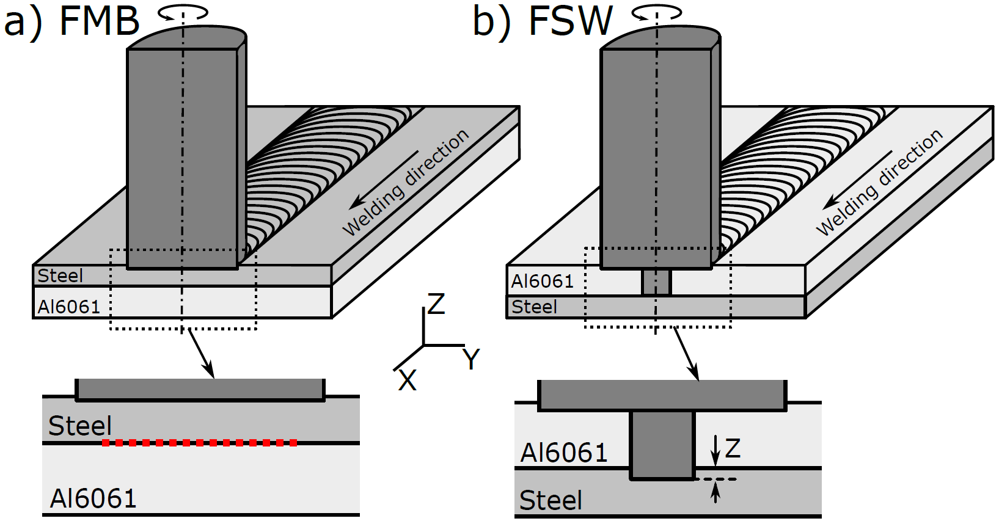 a) FMB
b) FSW
Welding direction
Welding direction
Steel
Al6061
Al6061
Steel
Z
Y
X
Steel
Al6061
Z
Al6061
Steel